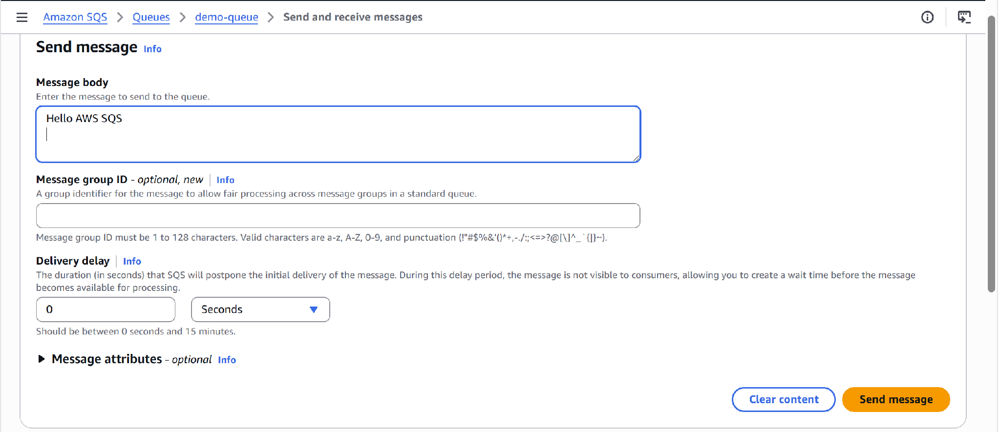 Amazon SQS > Queues > demo-queue > Send and receive messages
Send message Info
Message body
Enter the message to send to the queue.
Hello AWS SQS
Message group ID - optional, new | Info
A group identifier for the message to allow fair processing across message groups in a standard queue.
Message group ID must be 1 to 128 characters. Valid characters are a-z, A-Z, 0-9, and punctuation (!"#$%&'()*+,-./:;<=>?@[\]^_`{|}~).
Delivery delay | Info
The duration (in seconds) that SQS will postpone the initial delivery of the message. During this delay period, the message is not visible to consumers, allowing you to create a wait time before the message
becomes available for processing.
0 Seconds
Should be between 0 seconds and 15 minutes.
Message attributes - optional Info
Clear content Send message